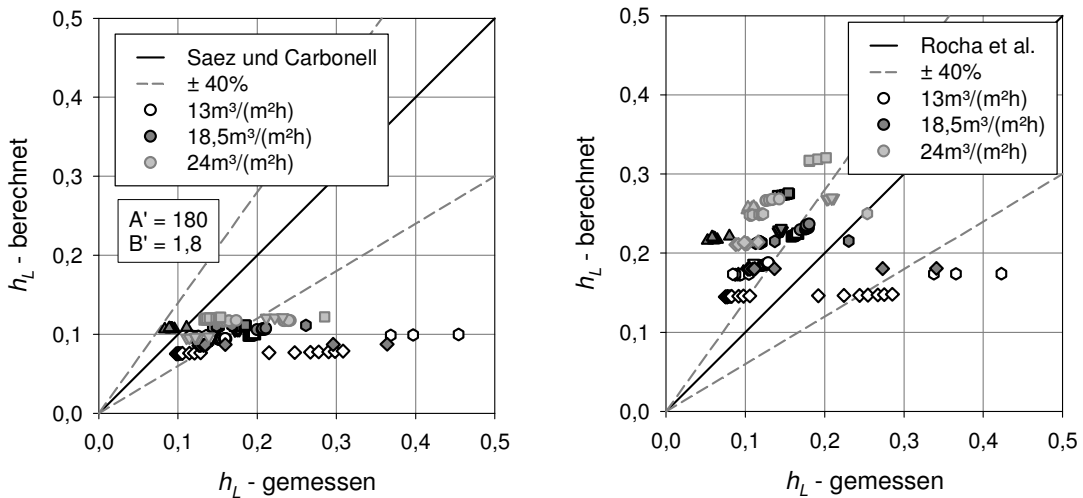 0,5
0,4
0,3
0,2
0,1
0,0
h_L - berechnet
Saez und Carbonell
± 40%
13m³/(m²h)
18,5m³/(m²h)
24m³/(m²h)
A' = 180
B' = 1,8
0,0 0,1 0,2 0,3 0,4 0,5
h_L - gemessen
0,5
0,4
0,3
0,2
0,1
0,0
h_L - berechnet
Rocha et al.
± 40%
13m³/(m²h)
18,5m³/(m²h)
24m³/(m²h)
0,0 0,1 0,2 0,3 0,4 0,5
h_L - gemessen